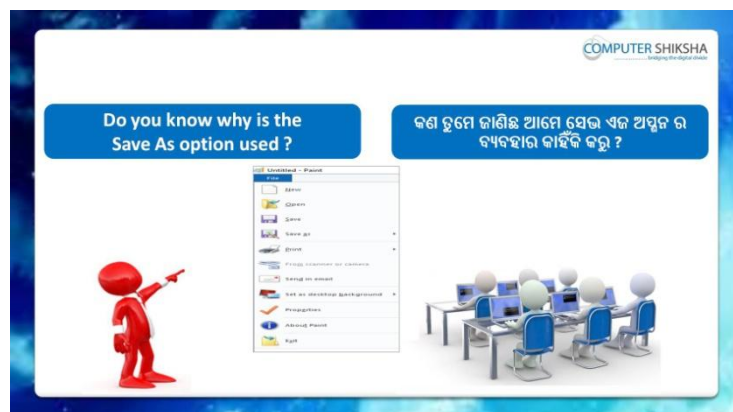 COMPUTER SHIKSHA
bridging the digital divide
Do you know why is the
Save As option used ?
କଣ ତୁମେ ଜାଣିଛ ଆମେ ସେଭ ଏଜ ଅପ୍ସନ ର
ବ୍ୟବହାର କାହିଁକି କରୁ ?
Untitled - Paint
File
New
Open
Save
Save as
Print
From scanner or camera
Send in email
Set as desktop background
Properties
About Paint
Exit